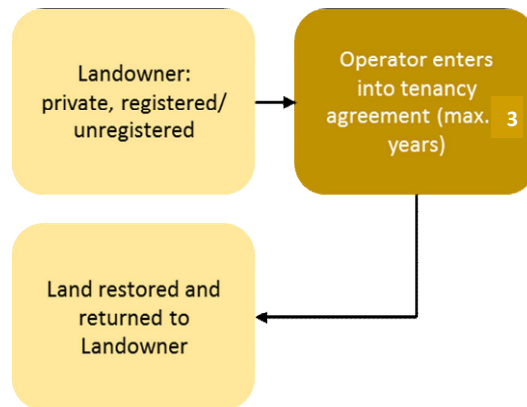 Landowner:
private, registered/
unregistered
Operator enters
into tenancy
agreement (max. 3
years)
Land restored and
returned to
Landowner